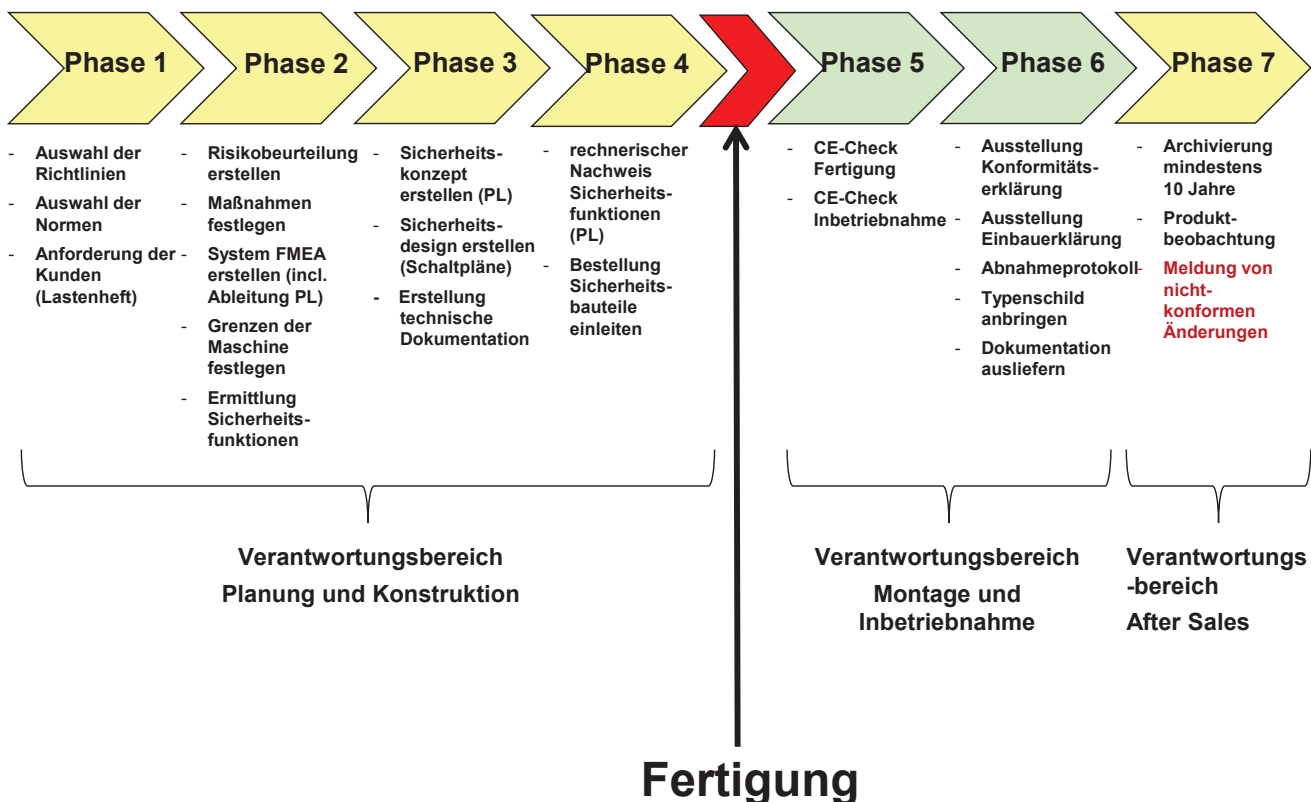 Phase 1
Phase 2
Phase 3
Phase 4
Phase 5
Phase 6
Phase 7
- Auswahl der
Richtlinien
- Auswahl der
Normen
- Anforderung der
Kunden
(Lastenheft)
- Risikobeurteilung
erstellen
- Maßnahmen
festlegen
- System FMEA
erstellen (incl.
Ableitung PL)
- Grenzen der
Maschine
festlegen
- Ermittlung
Sicherheits-
funktionen
- Sicherheits-
konzept
erstellen (PL)
- Sicherheits-
design erstellen
(Schaltpläne)
- Erstellung
technische
Dokumentation
- rechnerischer
Nachweis
Sicherheits-
funktionen
(PL)
- Bestellung
Sicherheits-
bauteile
einleiten
- CE-Check
Fertigung
- CE-Check
Inbetriebnahme
- Ausstellung
Konformitäts-
erklärung
- Ausstellung
Einbauerklärung
- Abnahmeprotokoll
- Typenschild
anbringen
- Dokumentation
ausliefern
- Archivierung
mindestens
10 Jahre
- Produkt-
beobachtung
- Meldung von
nicht-
konformen
Änderungen
Verantwortungsbereich
Planung und Konstruktion
Verantwortungsbereich
Montage und
Inbetriebnahme
Verantwortungs
-bereich
After Sales
Fertigung